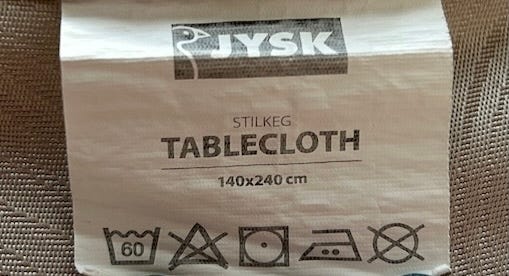 JYSK
STILKEG
TABLECLOTH
140x240 cm
60